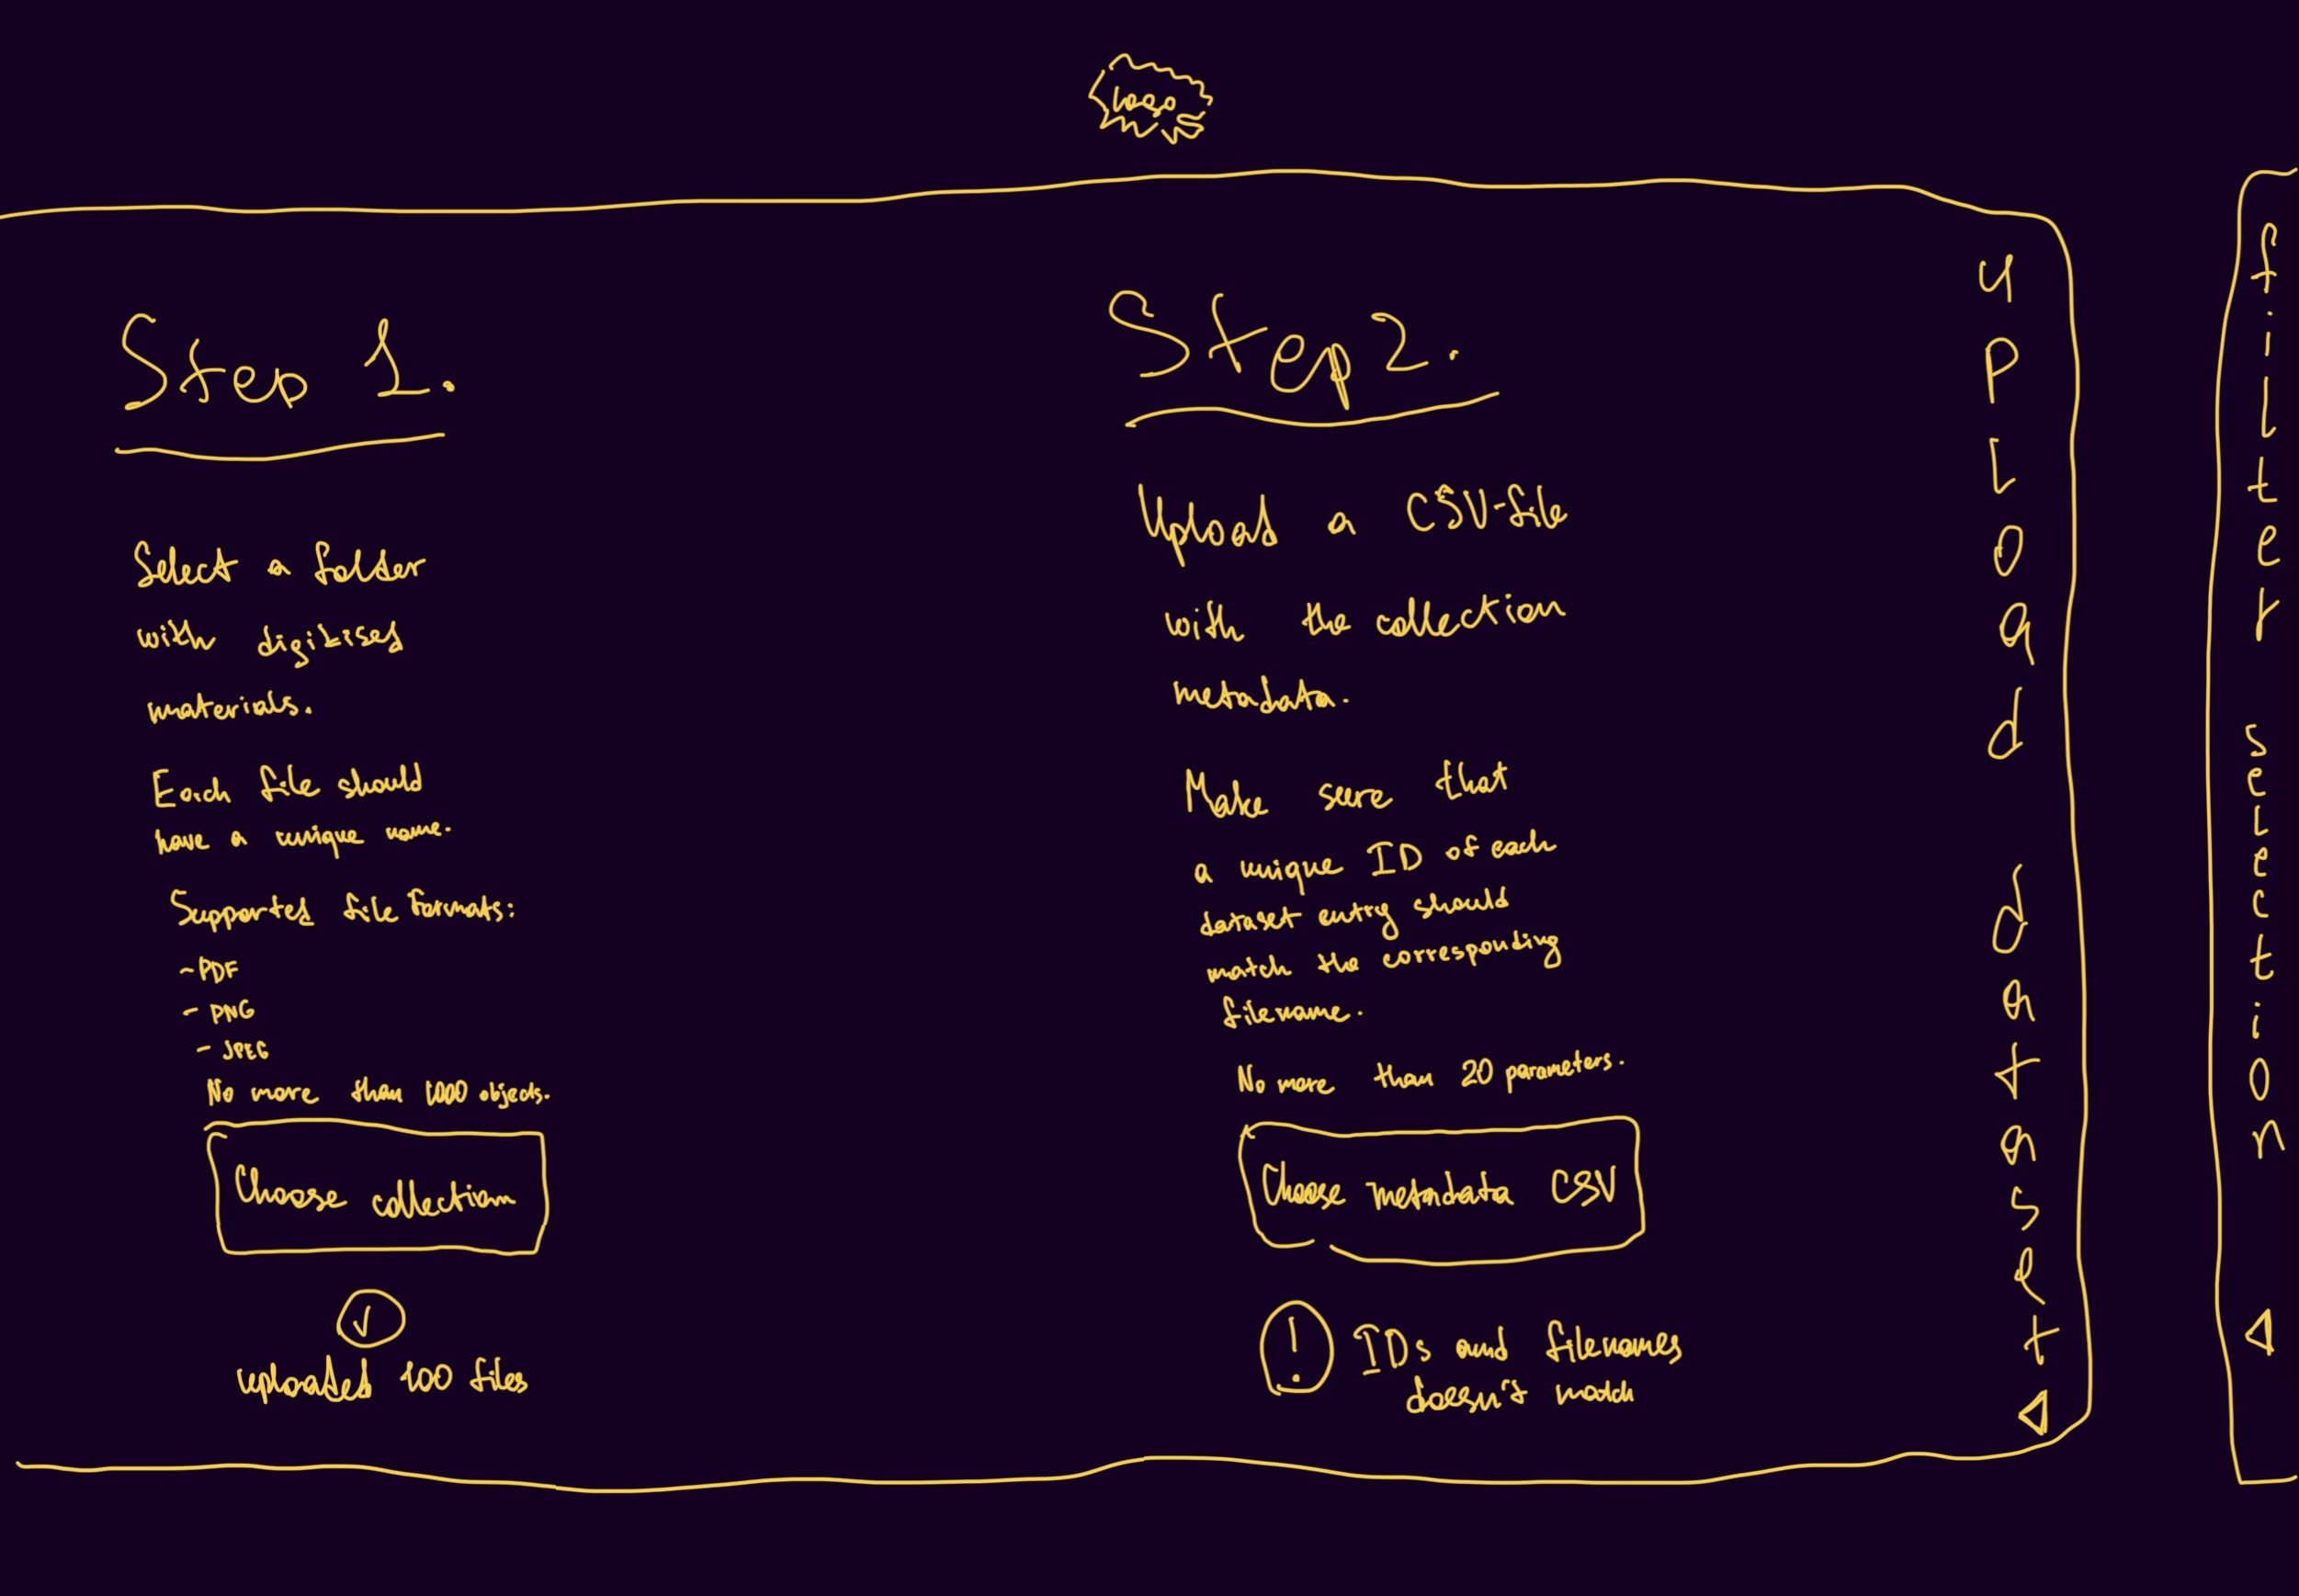 logo
Step 1.
Select a folder
with digitised
materials.
Each file should
have a unique name.
Supported file formats:
- PDF
- PNG
- JPEG
No more than 1000 objects.
Choose collection
✓
uploaded 100 files
Step 2.
Upload a CSV-file
with the collection
metadata.
Make sure that
a unique ID of each
dataset entry should
match the corresponding
filename.
No more than 20 parameters.
Choose metadata CSV
! IDs and filenames
doesn't match
upload dataset
filter selection